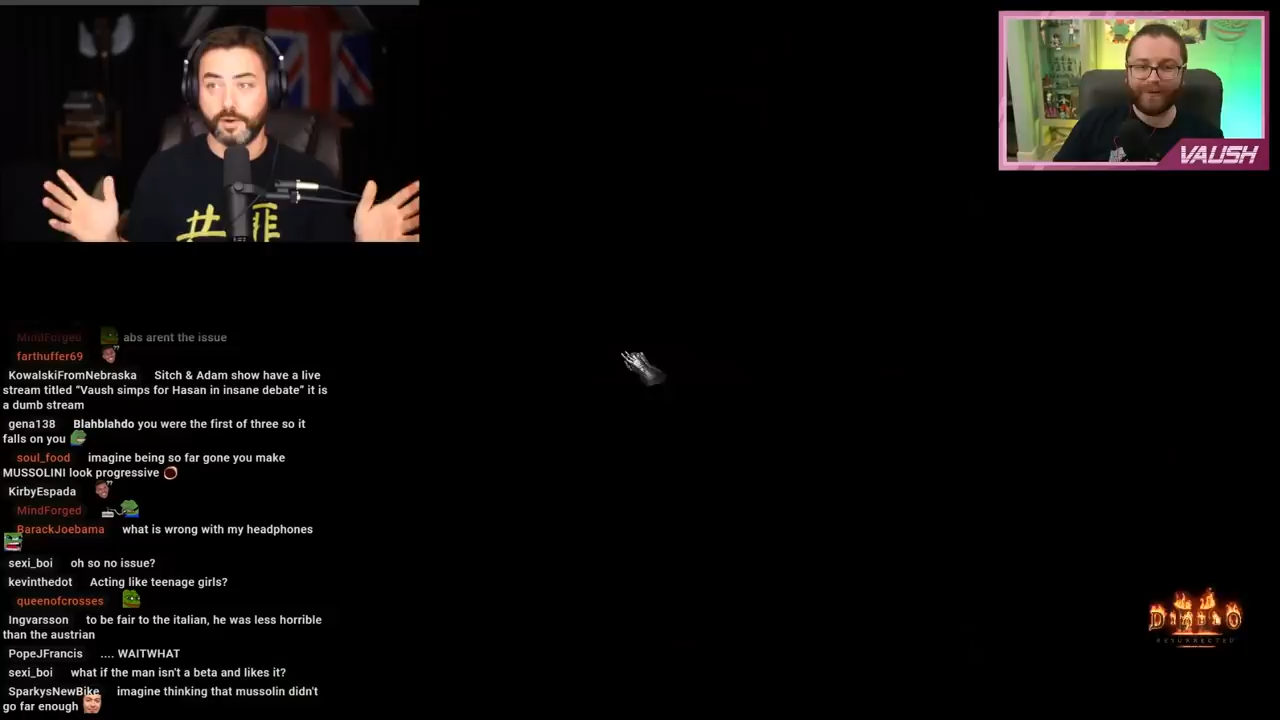 VAUSH
MindForged abs arent the issue
farthuffer69
KowalskiFromNebraska Sitch & Adam show have a live
stream titled “Vaush simps for Hasan in insane debate” it is
a dumb stream
gena138 Blahblahdo you were the first of three so it
falls on you
soul_food imagine being so far gone you make
MUSSOLINI look progressive
KirbyEspada
MindForged
BarackJoebama what is wrong with my headphones
sexi_boi oh so no issue?
kevinthedot Acting like teenage girls?
queenofcrosses
Ingvarsson to be fair to the italian, he was less horrible
than the austrian
PopeJFrancis .... WAITWHAT
sexi_boi what if the man isn't a beta and likes it?
SparkysNewBike imagine thinking that mussolin didn't
go far enough
DIABLO
RESURRECTED